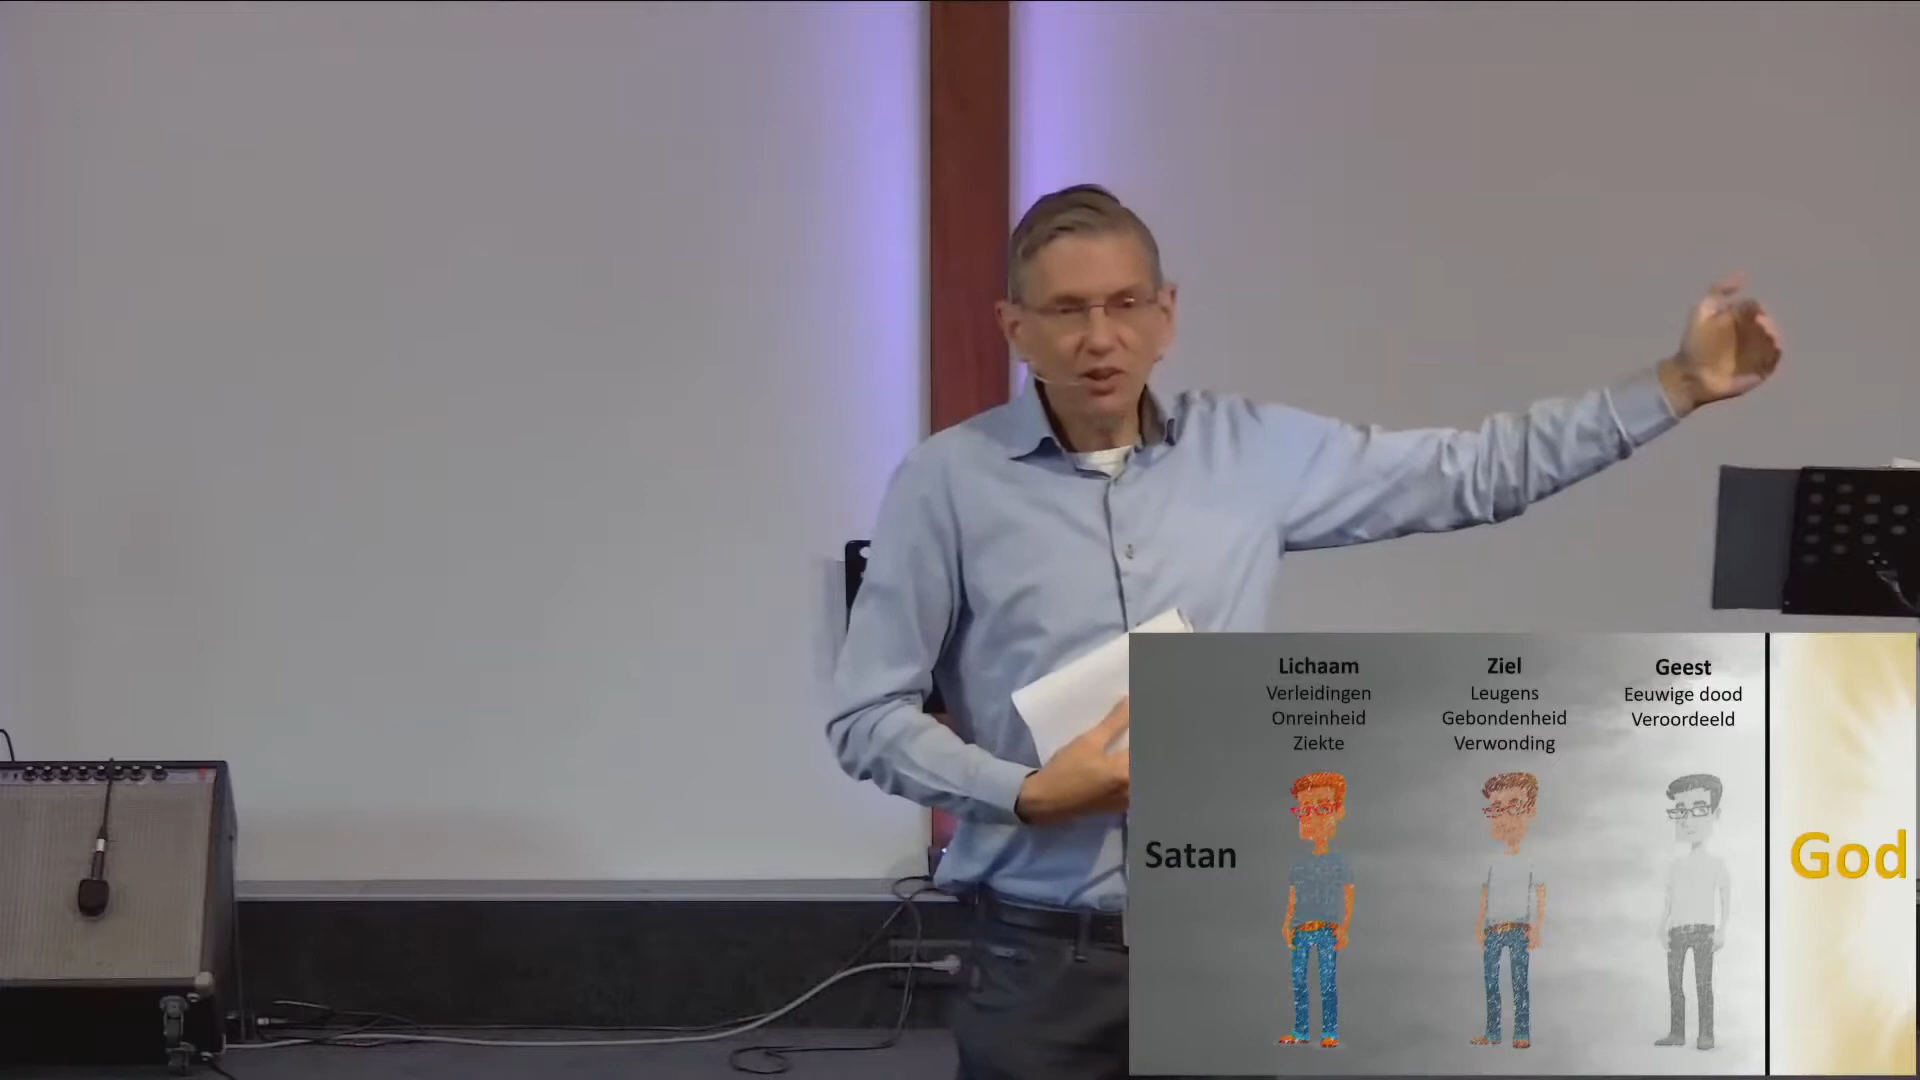 Lichaam
Verleidingen
Onreinheid
Ziekte
Ziel
Leugens
Gebondenheid
Verwonding
Geest
Eeuwige dood
Veroordeeld
Satan
God